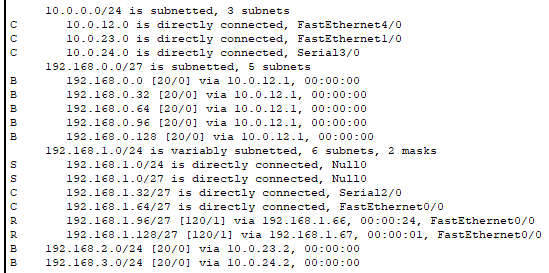 10.0.0.0/24 is subnetted, 3 subnets
C 10.0.12.0 is directly connected, FastEthernet4/0
C 10.0.23.0 is directly connected, FastEthernet1/0
C 10.0.24.0 is directly connected, Serial3/0
192.168.0.0/27 is subnetted, 5 subnets
B 192.168.0.0 [20/0] via 10.0.12.1, 00:00:00
B 192.168.0.32 [20/0] via 10.0.12.1, 00:00:00
B 192.168.0.64 [20/0] via 10.0.12.1, 00:00:00
B 192.168.0.96 [20/0] via 10.0.12.1, 00:00:00
B 192.168.0.128 [20/0] via 10.0.12.1, 00:00:00
192.168.1.0/24 is variably subnetted, 6 subnets, 2 masks
S 192.168.1.0/24 is directly connected, Null0
S 192.168.1.0/27 is directly connected, Null0
C 192.168.1.32/27 is directly connected, Serial2/0
C 192.168.1.64/27 is directly connected, FastEthernet0/0
R 192.168.1.96/27 [120/1] via 192.168.1.66, 00:00:24, FastEthernet0/0
R 192.168.1.128/27 [120/1] via 192.168.1.67, 00:00:01, FastEthernet0/0
B 192.168.2.0/24 [20/0] via 10.0.23.2, 00:00:00
B 192.168.3.0/24 [20/0] via 10.0.24.2, 00:00:00